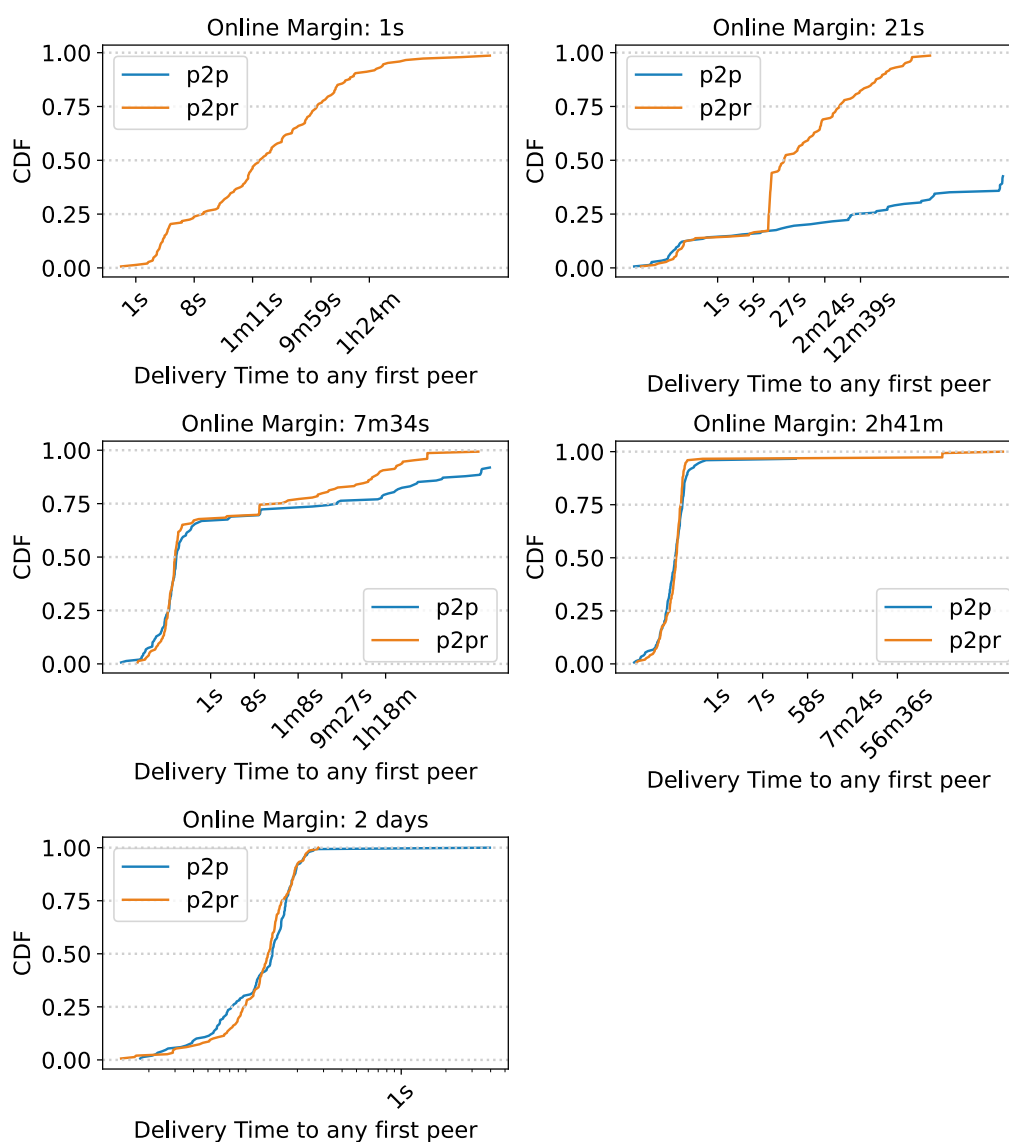 Online Margin: 1s
1.00
0.75
0.50
0.25
0.00
CDF
p2p
p2pr
1s
8s
1m11s
9m59s
1h24m
Delivery Time to any first peer
Online Margin: 21s
1.00
0.75
0.50
0.25
0.00
CDF
p2p
p2pr
1s
5s
27s
2m24s
12m39s
Delivery Time to any first peer
Online Margin: 7m34s
1.00
0.75
0.50
0.25
0.00
CDF
p2p
p2pr
1s
8s
1m8s
9m27s
1h18m
Delivery Time to any first peer
Online Margin: 2h41m
1.00
0.75
0.50
0.25
0.00
CDF
p2p
p2pr
1s
7s
58s
7m24s
56m36s
Delivery Time to any first peer
Online Margin: 2 days
1.00
0.75
0.50
0.25
0.00
CDF
p2p
p2pr
1s
Delivery Time to any first peer